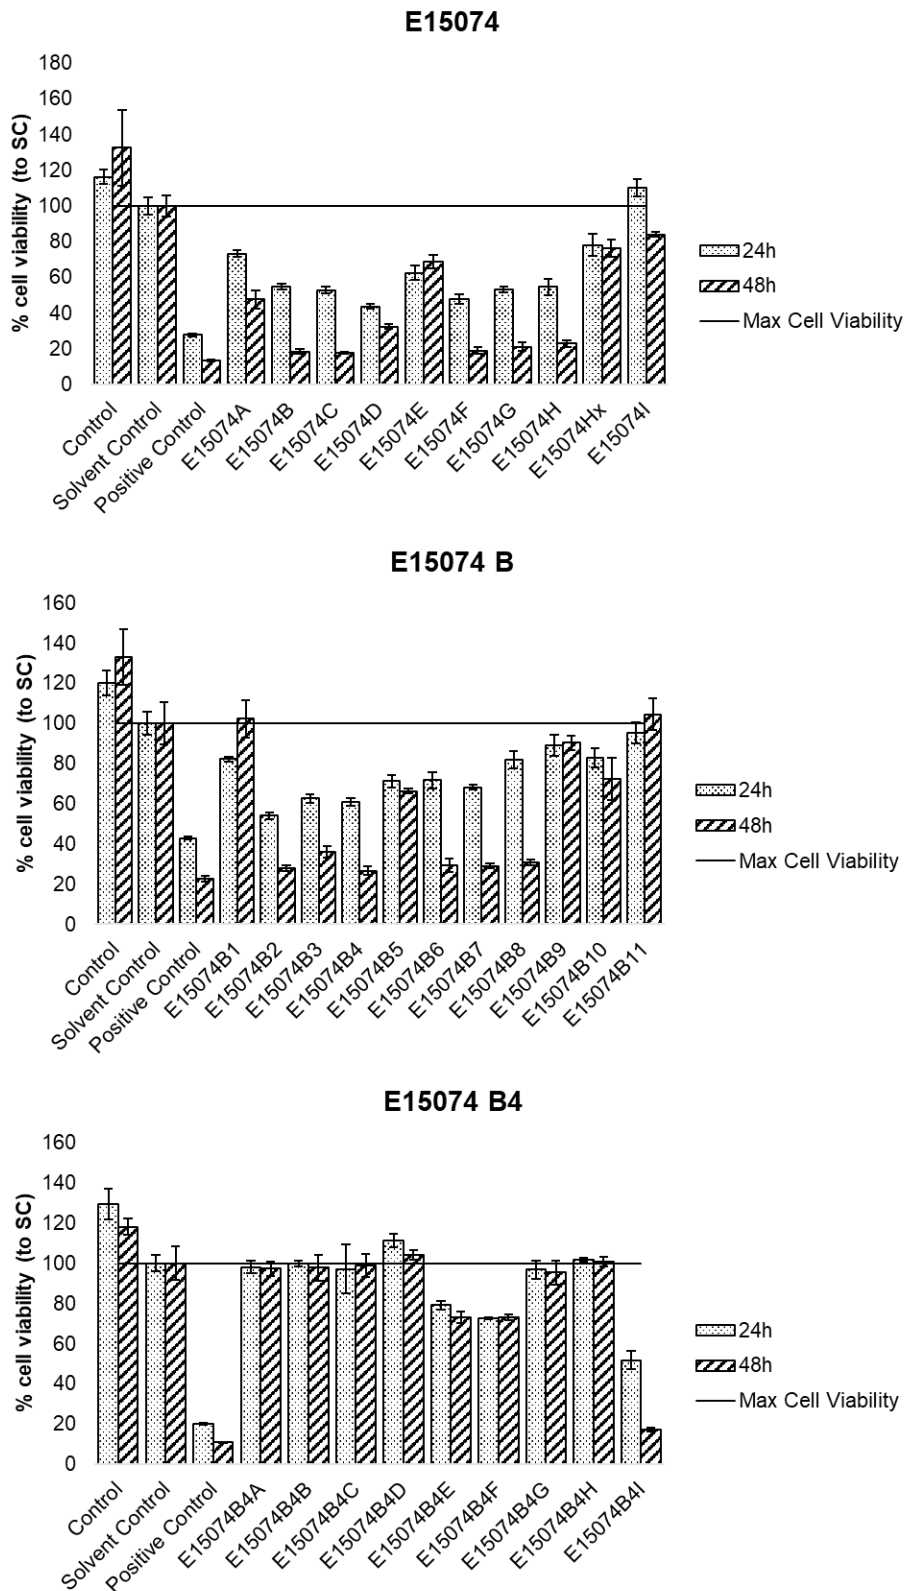 E15074
% cell viability (to SC)
180
160
140
120
100
80
60
40
20
0
Control
Solvent Control
Positive Control
E15074A
E15074B
E15074C
E15074D
E15074E
E15074F
E15074G
E15074H
E15074Hx
E15074I
24h
48h
Max Cell Viability
E15074 B
% cell viability (to SC)
160
140
120
100
80
60
40
20
0
Control
Solvent Control
Positive Control
E15074B1
E15074B2
E15074B3
E15074B4
E15074B5
E15074B6
E15074B7
E15074B8
E15074B9
E15074B10
E15074B11
24h
48h
Max Cell Viability
E15074 B4
% cell viability (to SC)
160
140
120
100
80
60
40
20
0
Control
Solvent Control
Positive Control
E15074B4A
E15074B4B
E15074B4C
E15074B4D
E15074B4E
E15074B4F
E15074B4G
E15074B4H
E15074B4I
24h
48h
Max Cell Viability